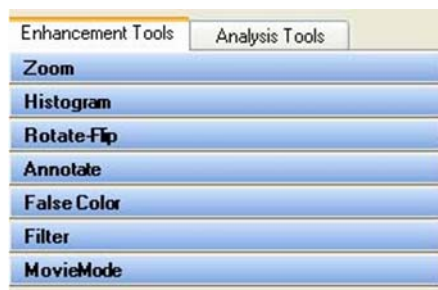 Enhancement Tools Analysis Tools
Zoom
Histogram
Rotate-Flip
Annotate
False Color
Filter
MovieMode